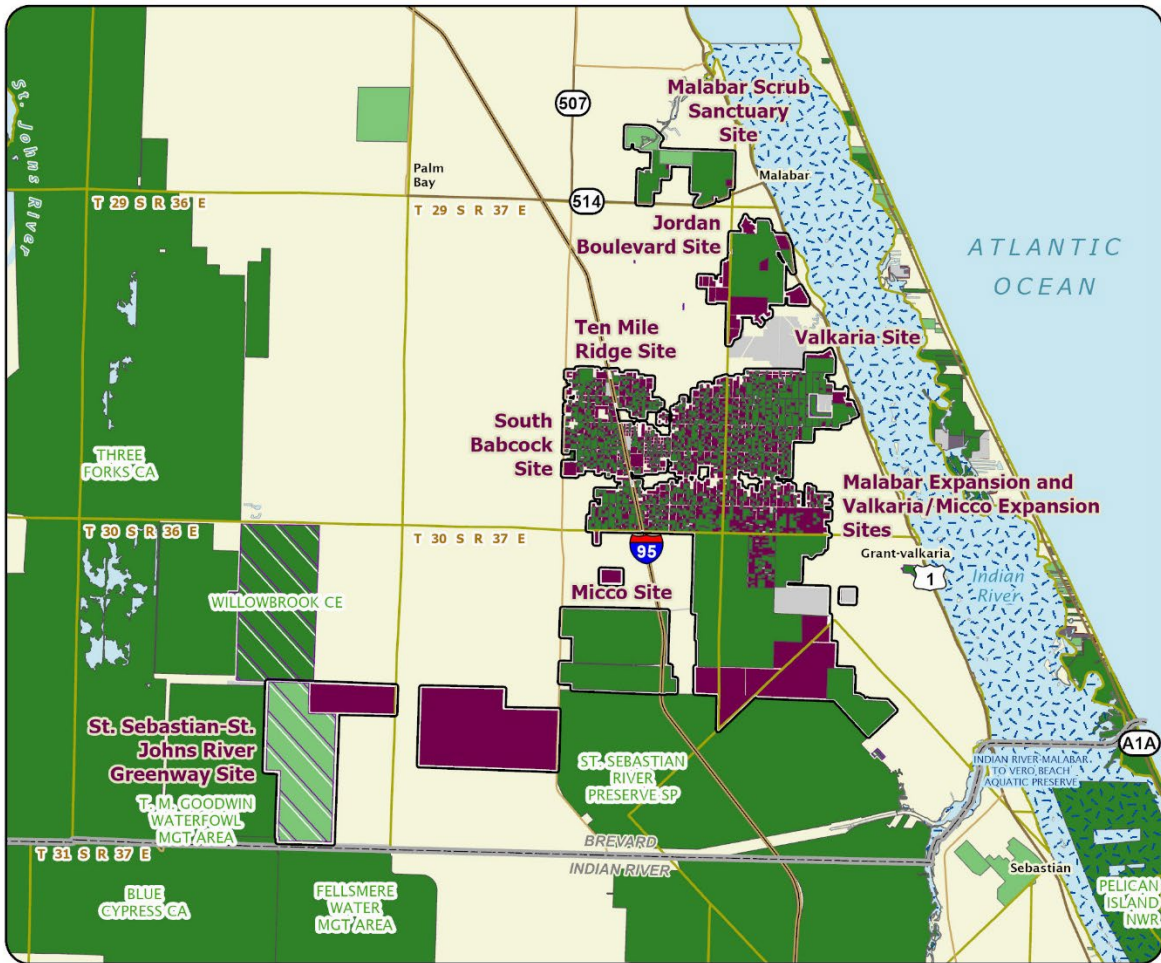 St. Johns River
507
Malabar Scrub
Sanctuary
Site
Palm
Bay
Malabar
T 29 S R 36 E
T 29 S R 37 E
514
Jordan
Boulevard Site
ATLANTIC
OCEAN
Ten Mile
Ridge Site
Valkaria Site
South
Babcock
Site
THREE
FORKS CA
Malabar Expansion and
Valkaria/Micco Expansion
Sites
T 30 S R 36 E
T 30 S R 37 E
95
Grant-valkaria
1
Indian
River
WILLOWBROOK CE
Micco Site
St. Sebastian-St.
Johns River
Greenway Site
ST. SEBASTIAN
RIVER
PRESERVE SP
A1A
INDIAN RIVER-MALABAR
TO VERO BEACH
AQUATIC PRESERVE
T. M. GOODWIN
WATERFOWL
MGT AREA
T 31 S R 37 E
BREVARD
INDIAN RIVER
Sebastian
BLUE
CYPRESS CA
FELLSMERE
WATER
MGT AREA
PELICAN
ISLAND
NWR